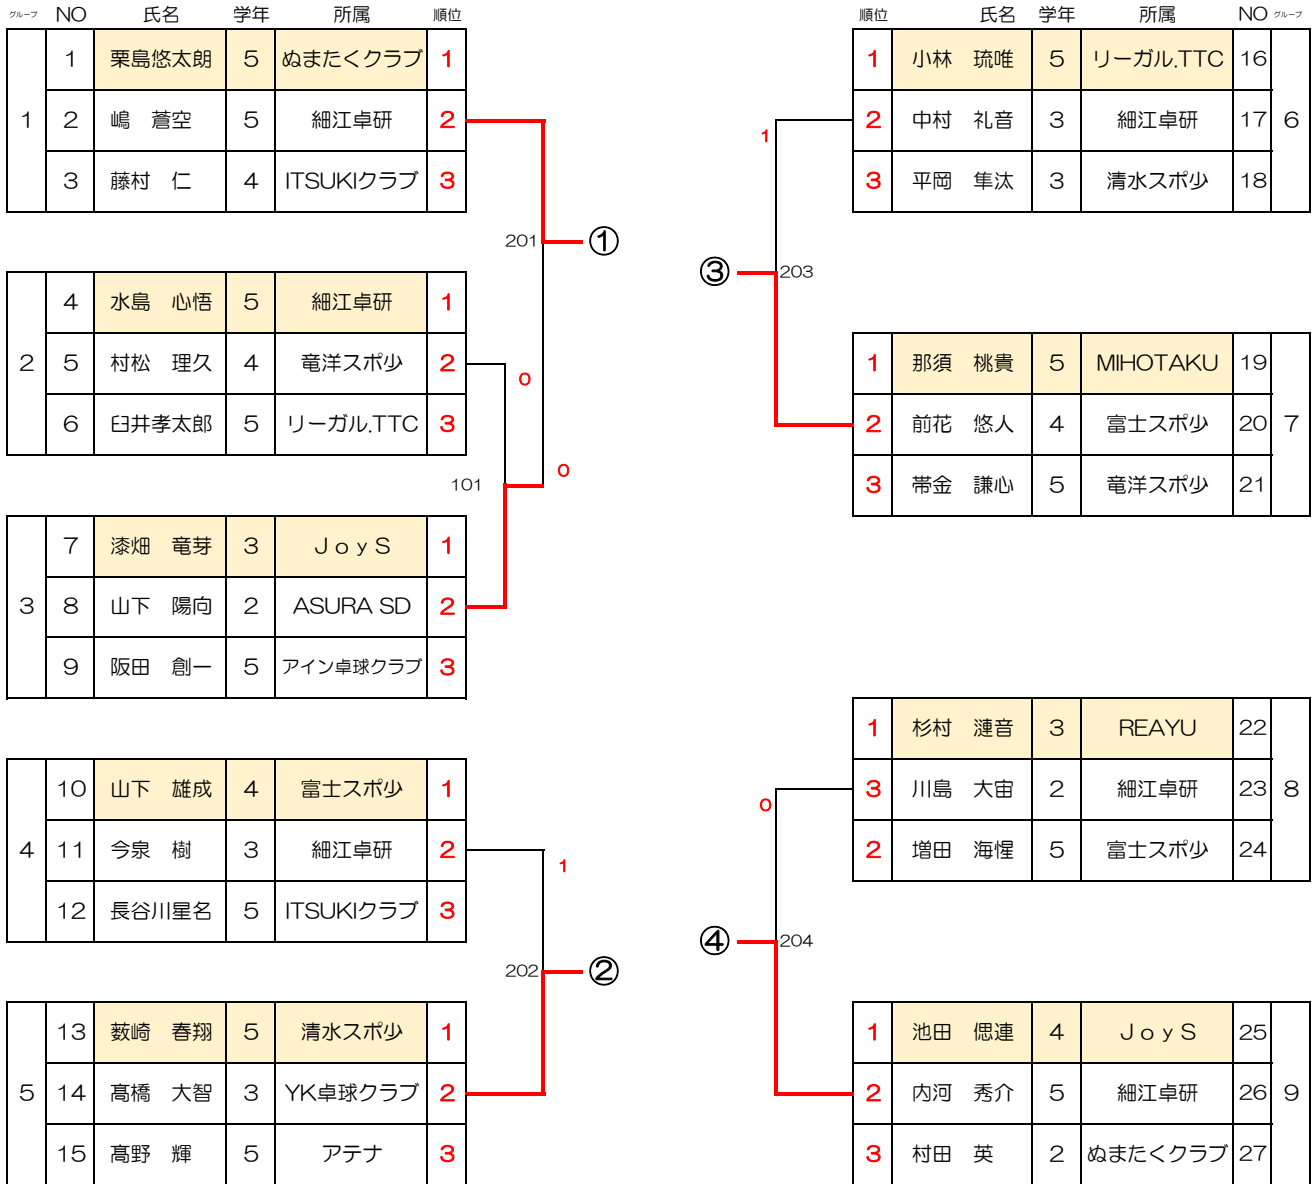 グループ NO 氏名 学年 所属 順位
1
1 栗島悠太朗 5 ぬまたくクラブ 1
2 嶋　蒼空 5 細江卓研 2
3 藤村　仁 4 ITSUKIクラブ 3
201 ①
2
4 水島　心悟 5 細江卓研 1
5 村松　理久 4 竜洋スポ少 2
0
6 臼井孝太郎 5 リーガル.TTC 3
101 0
3
7 漆畑　竜芽 3 ＪｏｙＳ 1
8 山下　陽向 2 ASURA SD 2
9 阪田　創一 5 アイン卓球クラブ 3
4
10 山下　雄成 4 富士スポ少 1
11 今泉　樹 3 細江卓研 2
1
12 長谷川星名 5 ITSUKIクラブ 3
202 ②
5
13 薮崎　春翔 5 清水スポ少 1
14 髙橋　大智 3 YK卓球クラブ 2
15 髙野　輝 5 アテナ 3
順位 氏名 学年 所属 NO グループ
1 小林　琉唯 5 リーガル.TTC 16
2 中村　礼音 3 細江卓研 17 6
1
3 平岡　隼汰 3 清水スポ少 18
③ 203
1 那須　桃貴 5 MIHOTAKU 19
2 前花　悠人 4 富士スポ少 20 7
3 帯金　謙心 5 竜洋スポ少 21
1 杉村　漣音 3 REAYU 22
3 川島　大宙 2 細江卓研 23 8
0
2 増田　海惺 5 富士スポ少 24
④ 204
1 池田　偲連 4 ＪｏｙＳ 25
2 内河　秀介 5 細江卓研 26 9
3 村田　英 2 ぬまたくクラブ 27